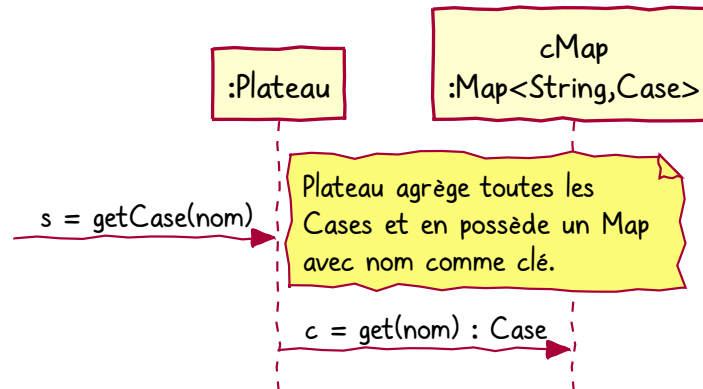 :Plateau
cMap
:Map<String,Case>
Plateau agrège toutes les
Cases et en possède un Map
avec nom comme clé.
s = getCase(nom)
c = get(nom) : Case